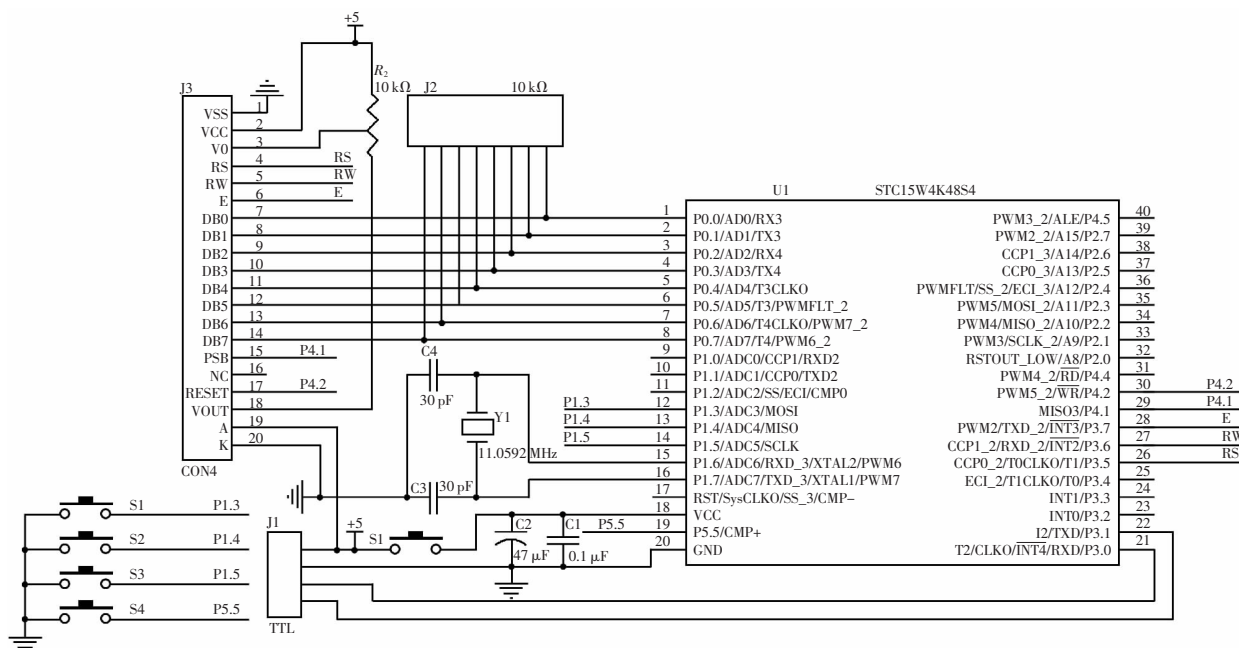 +5
R₂
10 kΩ
J3
VSS 1
VCC 2
V0 3
RS 4 RS
RW 5 RW
E 6 E
DB0 7
DB1 8
DB2 9
DB3 10
DB4 11
DB5 12
DB6 13
DB7 14
PSB 15 P4.1
NC 16
RESET 17 P4.2
VOUT 18
A 19
K 20
CON4
J2 10 kΩ
C4
30 pF
Y1
11.0592 MHz
C3 30 pF
U1 STC15W4K48S4
1 P0.0/AD0/RX3
2 P0.1/AD1/TX3
3 P0.2/AD2/RX4
4 P0.3/AD3/TX4
5 P0.4/AD4/T3CLKO
6 P0.5/AD5/T3/PWMFLT_2
7 P0.6/AD6/T4CLKO/PWM7_2
8 P0.7/AD7/T4/PWM6_2
9 P1.0/ADC0/CCP1/RXD2
10 P1.1/ADC1/CCP0/TXD2
11 P1.2/ADC2/SS/ECI/CMP0
P1.3 12 P1.3/ADC3/MOSI
P1.4 13 P1.4/ADC4/MISO
P1.5 14 P1.5/ADC5/SCLK
15 P1.6/ADC6/RXD_3/XTAL2/PWM6
16 P1.7/ADC7/TXD_3/XTAL1/PWM7
17 RST/SysCLKO/SS_3/CMP-
18 VCC
P5.5 19 P5.5/CMP+
20 GND
PWM3_2/ALE/P4.5 40
PWM2_2/A15/P2.7 39
CCP1_3/A14/P2.6 38
CCP0_3/A13/P2.5 37
PWMFLT/SS_2/ECI_3/A12/P2.4 36
PWM5/MOSI_2/A11/P2.3 35
PWM4/MISO_2/A10/P2.2 34
PWM3/SCLK_2/A9/P2.1 33
RSTOUT_LOW/A8/P2.0 32
PWM4_2/RD/P4.4 31
PWM5_2/WR/P4.2 30 P4.2
MISO3/P4.1 29 P4.1
PWM2/TXD_2/INT3/P3.7 28 E
CCP1_2/RXD_2/INT2/P3.6 27 RW
CCP0_2/T0CLKO/T1/P3.5 26 RS
ECI_2/T1CLKO/T0/P3.4 25
INT1/P3.3 24
INT0/P3.2 23
I2/TXD/P3.1 22
T2/CLKO/INT4/RXD/P3.0 21
S1 P1.3
S2 P1.4
S3 P1.5
S4 P5.5
J1
TTL
+5
S1
C2
47 μF
C1
0.1 μF